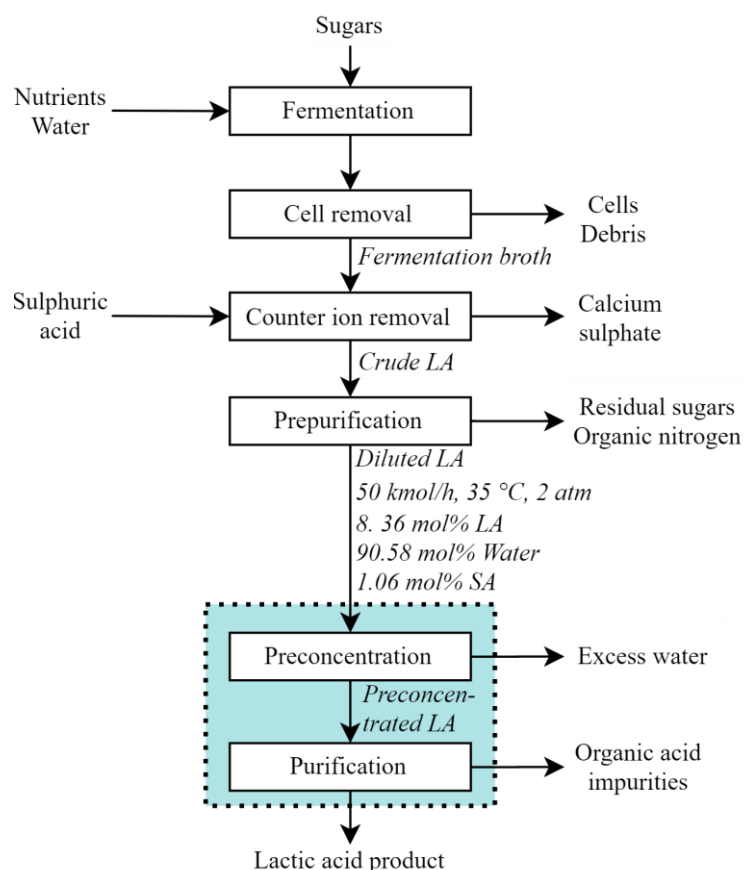 Sugars
Nutrients
Water
Fermentation
Cell removal
Cells
Debris
Fermentation broth
Sulphuric
acid
Counter ion removal
Calcium
sulphate
Crude LA
Prepurification
Residual sugars
Organic nitrogen
Diluted LA
50 kmol/h, 35 °C, 2 atm
8. 36 mol% LA
90.58 mol% Water
1.06 mol% SA
Preconcentration
Excess water
Preconcen-
trated LA
Purification
Organic acid
impurities
Lactic acid product